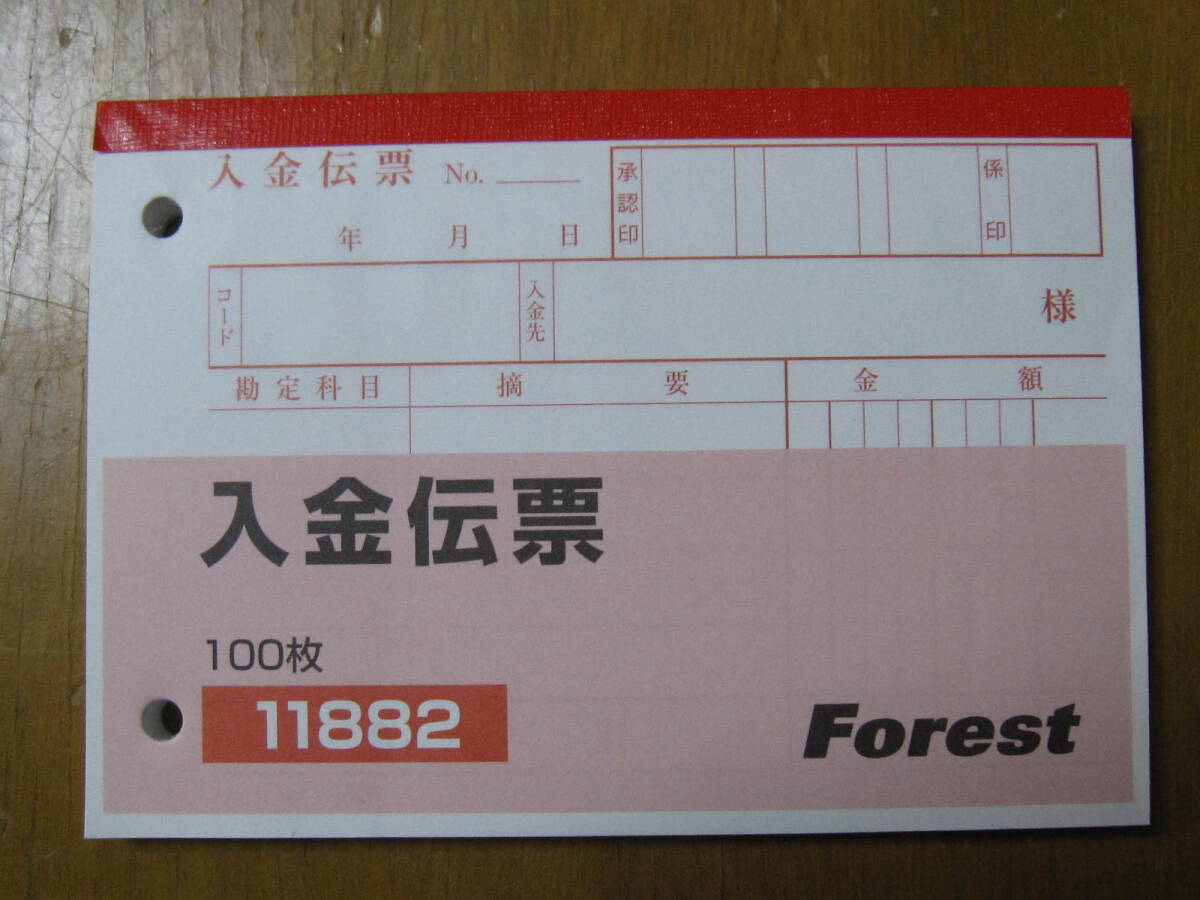 入金伝票 No.
承認印 係印
年 月 日
コード 入金先 様
勘定科目 摘要 金額
入金伝票
100枚
11882
Forest